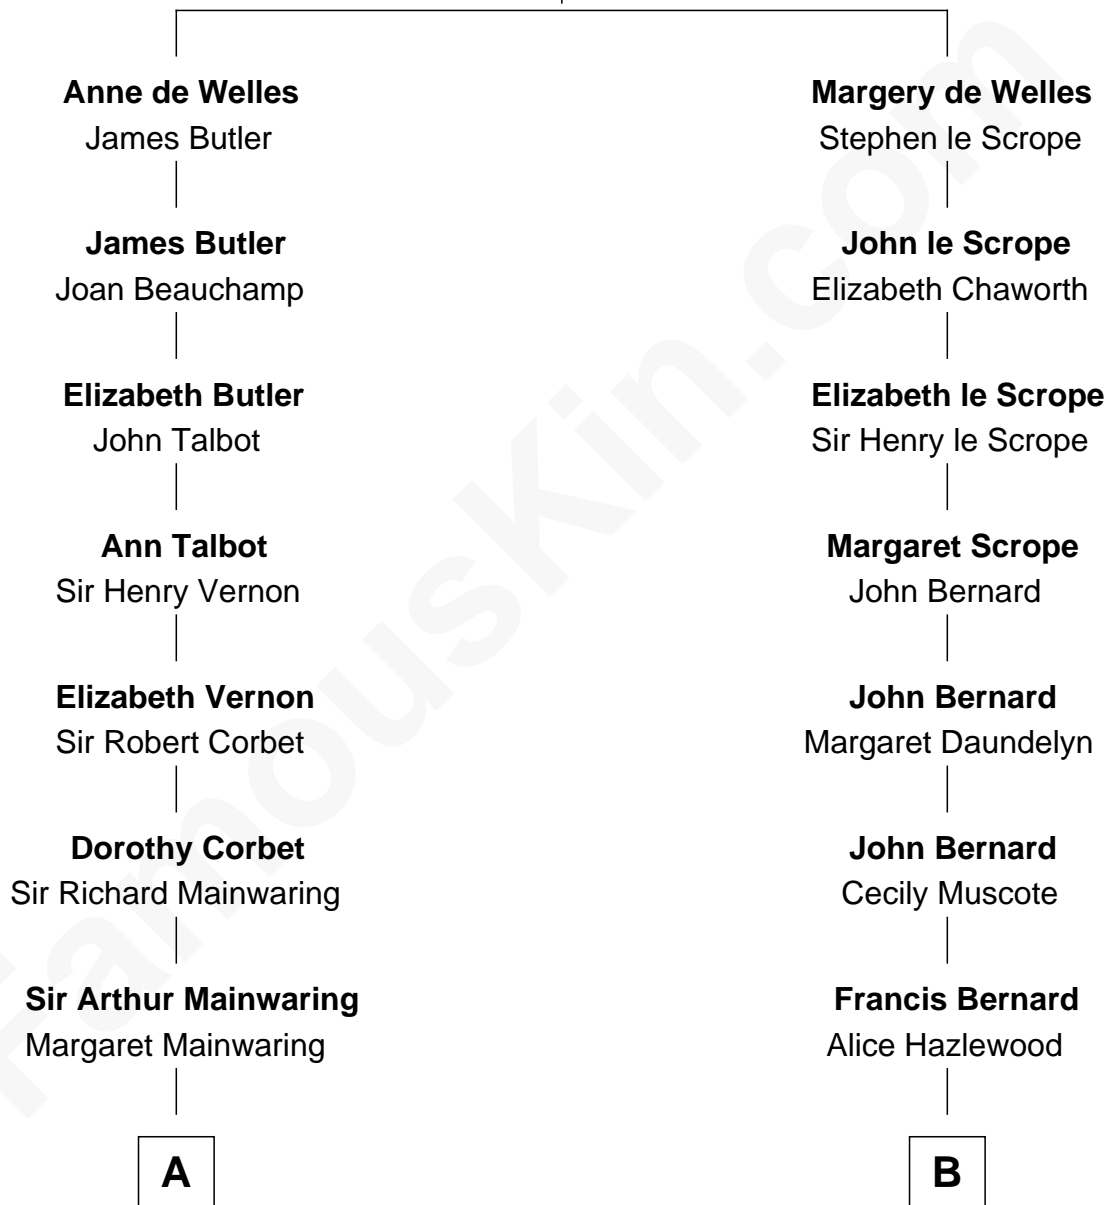 Anne de Welles
James Butler
James Butler
Joan Beauchamp
Elizabeth Butler
John Talbot
Ann Talbot
Sir Henry Vernon
Elizabeth Vernon
Sir Robert Corbet
Dorothy Corbet
Sir Richard Mainwaring
Sir Arthur Mainwaring
Margaret Mainwaring
A
Margery de Welles
Stephen le Scrope
John le Scrope
Elizabeth Chaworth
Elizabeth le Scrope
Sir Henry le Scrope
Margaret Scrope
John Bernard
John Bernard
Margaret Daundelyn
John Bernard
Cecily Muscote
Francis Bernard
Alice Hazlewood
B
FamousKin.com